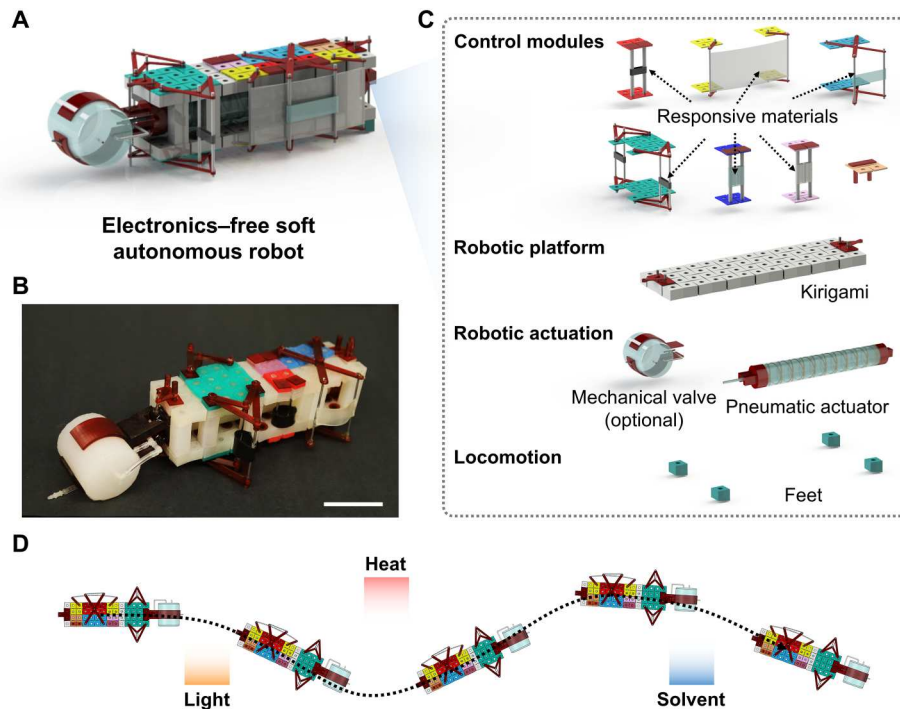 A
Electronics–free soft
autonomous robot
B
C
Control modules
Responsive materials
Robotic platform
Kirigami
Robotic actuation
Mechanical valve
(optional)
Pneumatic actuator
Locomotion
Feet
D
Heat
Light
Solvent